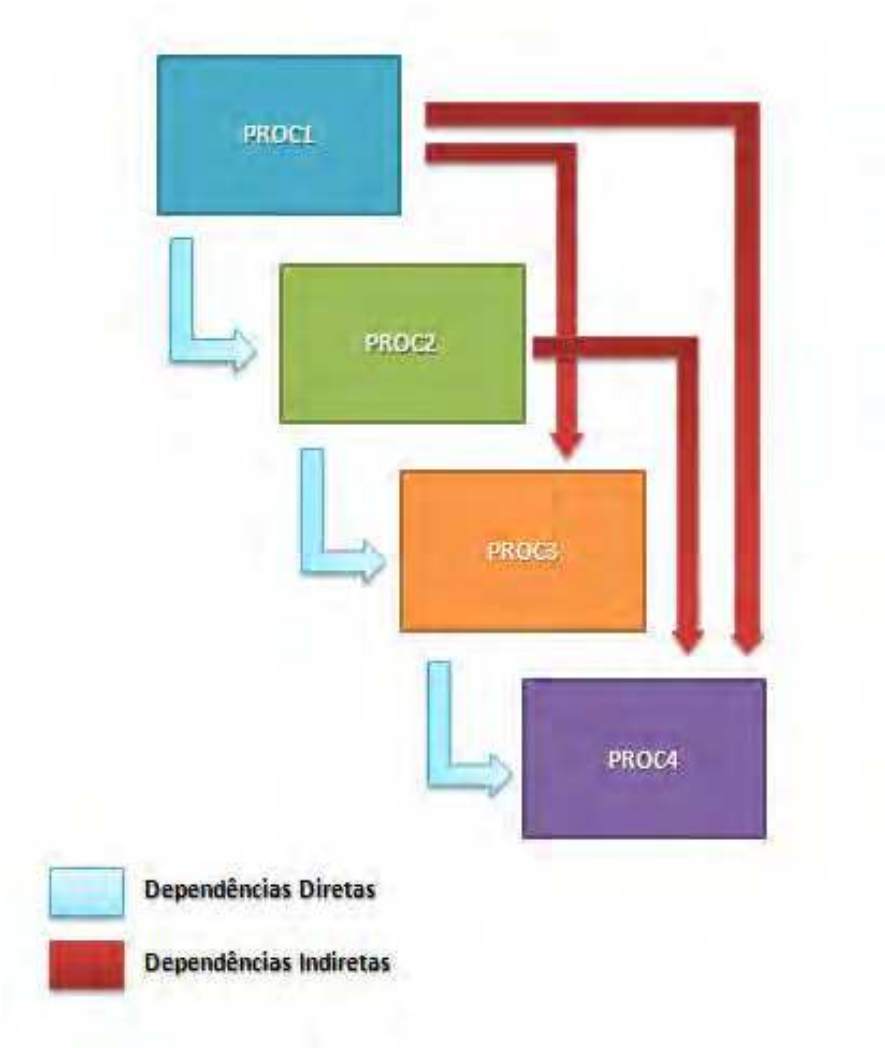 PROC1
PROC2
PROC3
PROC4
Dependências Diretas
Dependências Indiretas